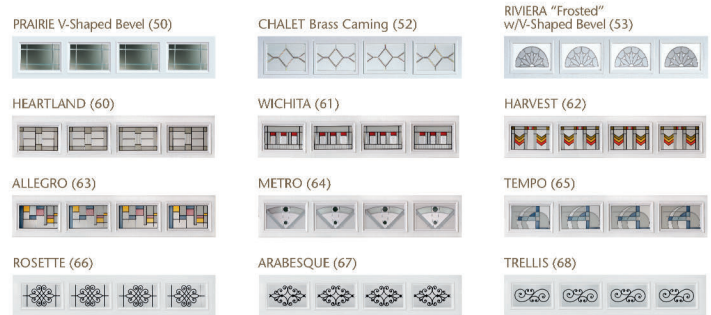 PRAIRIE V-Shaped Bevel (50)
CHALET Brass Caming (52)
RIVIERA “Frosted”
w/V-Shaped Bevel (53)
HEARTLAND (60)
WICHITA (61)
HARVEST (62)
ALLEGRO (63)
METRO (64)
TEMPO (65)
ROSETTE (66)
ARABESQUE (67)
TRELLIS (68)